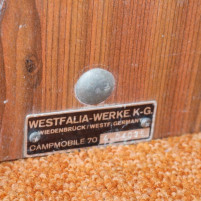 WESTFALIA-WERKE K-G.
WIEDENBRÜCK / WESTF. GERMANY
CAMPMOBILE 70